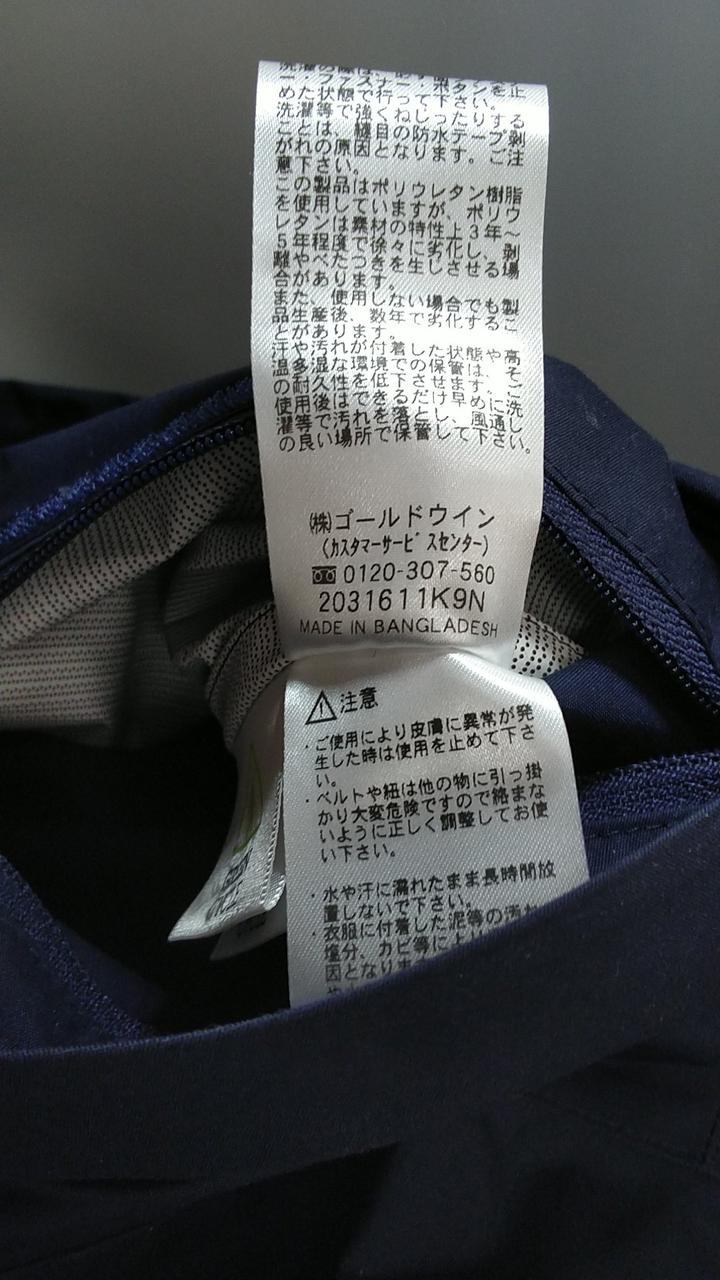 め洗た状態で強くねじったりする
洗濯等で行ってください。
ことは、縫目の防水テープ剥
がれの原因となります。ご注
意下さい。
この製品はポリウレタン樹脂
を使用していますが、ポリウ
レタンは素材の特性上3年～
5年程度で徐々に劣化し、剥
離やべたつきを生じさせる場
合があります。
また、使用しない場合でも製
品生産後、数年で劣化するこ
とがあります。
汗や汚れが付着した状態や高
温多湿な環境での保管は、そ
の耐久性を低下させます。ご
使用後はできるだけ早めに洗
濯等で汚れを落とし、風通し
の良い場所で保管して下さい。
(株)ゴールドウイン
(カスタマーサービスセンター)
0120-307-560
2031611K9N
MADE IN BANGLADESH
注意
・ご使用により皮膚に異常が発
生した時は使用を止めて下さ
い。
・ベルトや紐は他の物に引っ掛
かり大変危険ですので絡まな
いように正しく調整してお使
い下さい。
・水や汗に濡れたまま長時間放
置しないで下さい。
・衣服に付着した泥等の汚
塩分、カビ等によ
因となりま